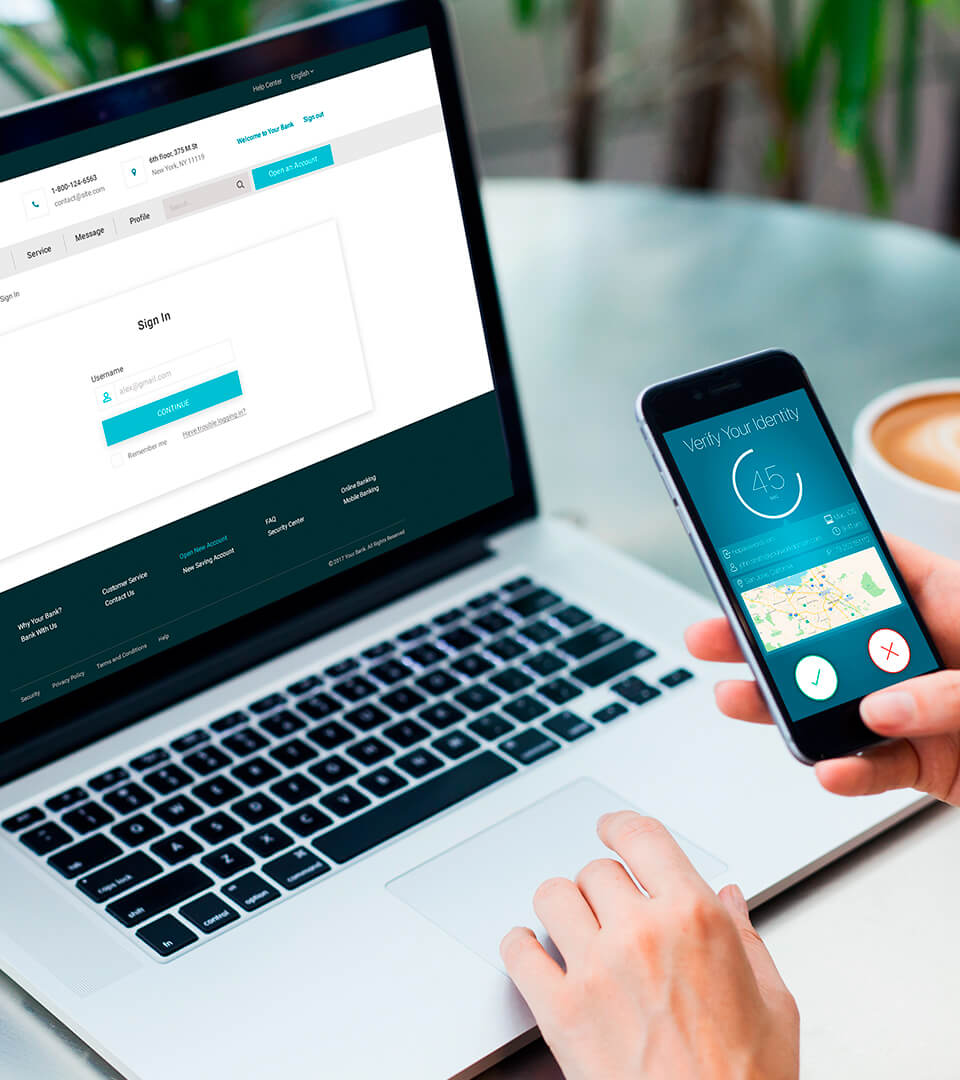 Help Center English
1-800-124-6563
contact@site.com
6th floor, 375 M.St
New York, NY 11119
Welcome to Your Bank Sign out
Service Message Profile
Search...
Open an Account
Sign In
Sign In
Username
alex@gmail.com
CONTINUE
Remember me Have trouble logging in?
Why Your Bank?
Bank With Us
Customer Service
Contact Us
Open New Account
New Saving Account
FAQ
Security Center
Online Banking
Mobile Banking
© 2017 Your Bank. All Rights Reserved
Security Privacy Policy Terms and Conditions Help
Verify Your Identity
45
sec
Mac OS
San Jose, California
tab
Q W E R T Y U I O P
caps lock
A S D F G H J K L
shift
Z X C V B N M
fn control option command